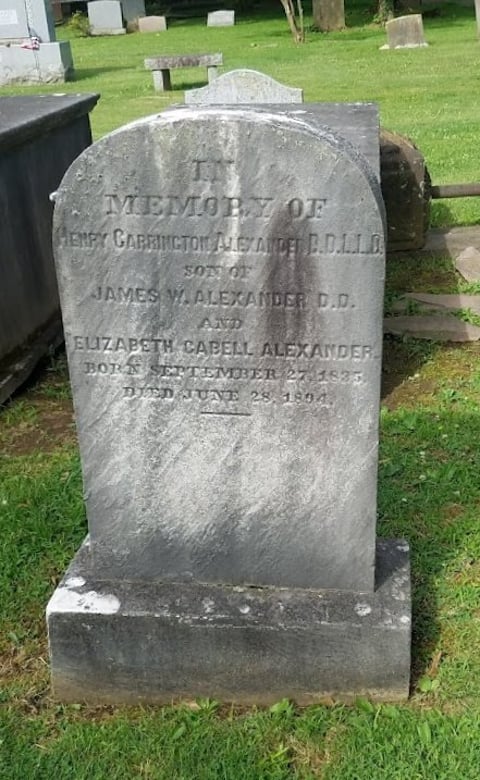 IN
MEMORY OF
HENRY CARRINGTON ALEXANDER D.D.L.L.D.
SON OF
JAMES W. ALEXANDER D.D.
AND
ELIZABETH CABELL ALEXANDER.
BORN SEPTEMBER 27, 1835.
DIED JUNE 28, 1894.